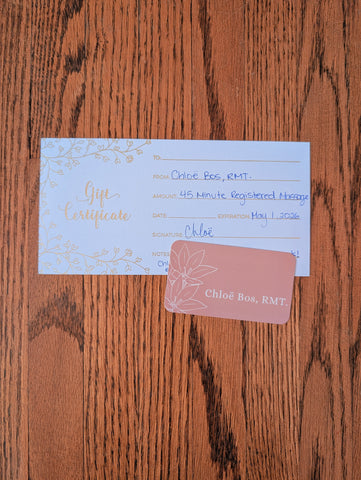 Gift
Certificate
TO:
FROM: Chloë Bos, RMT.
AMOUNT: 45 Minute Registered Massage
DATE: EXPIRATION: May 1, 2026
SIGNATURE: Chloë
NOTES
Chloë Bos, RMT.